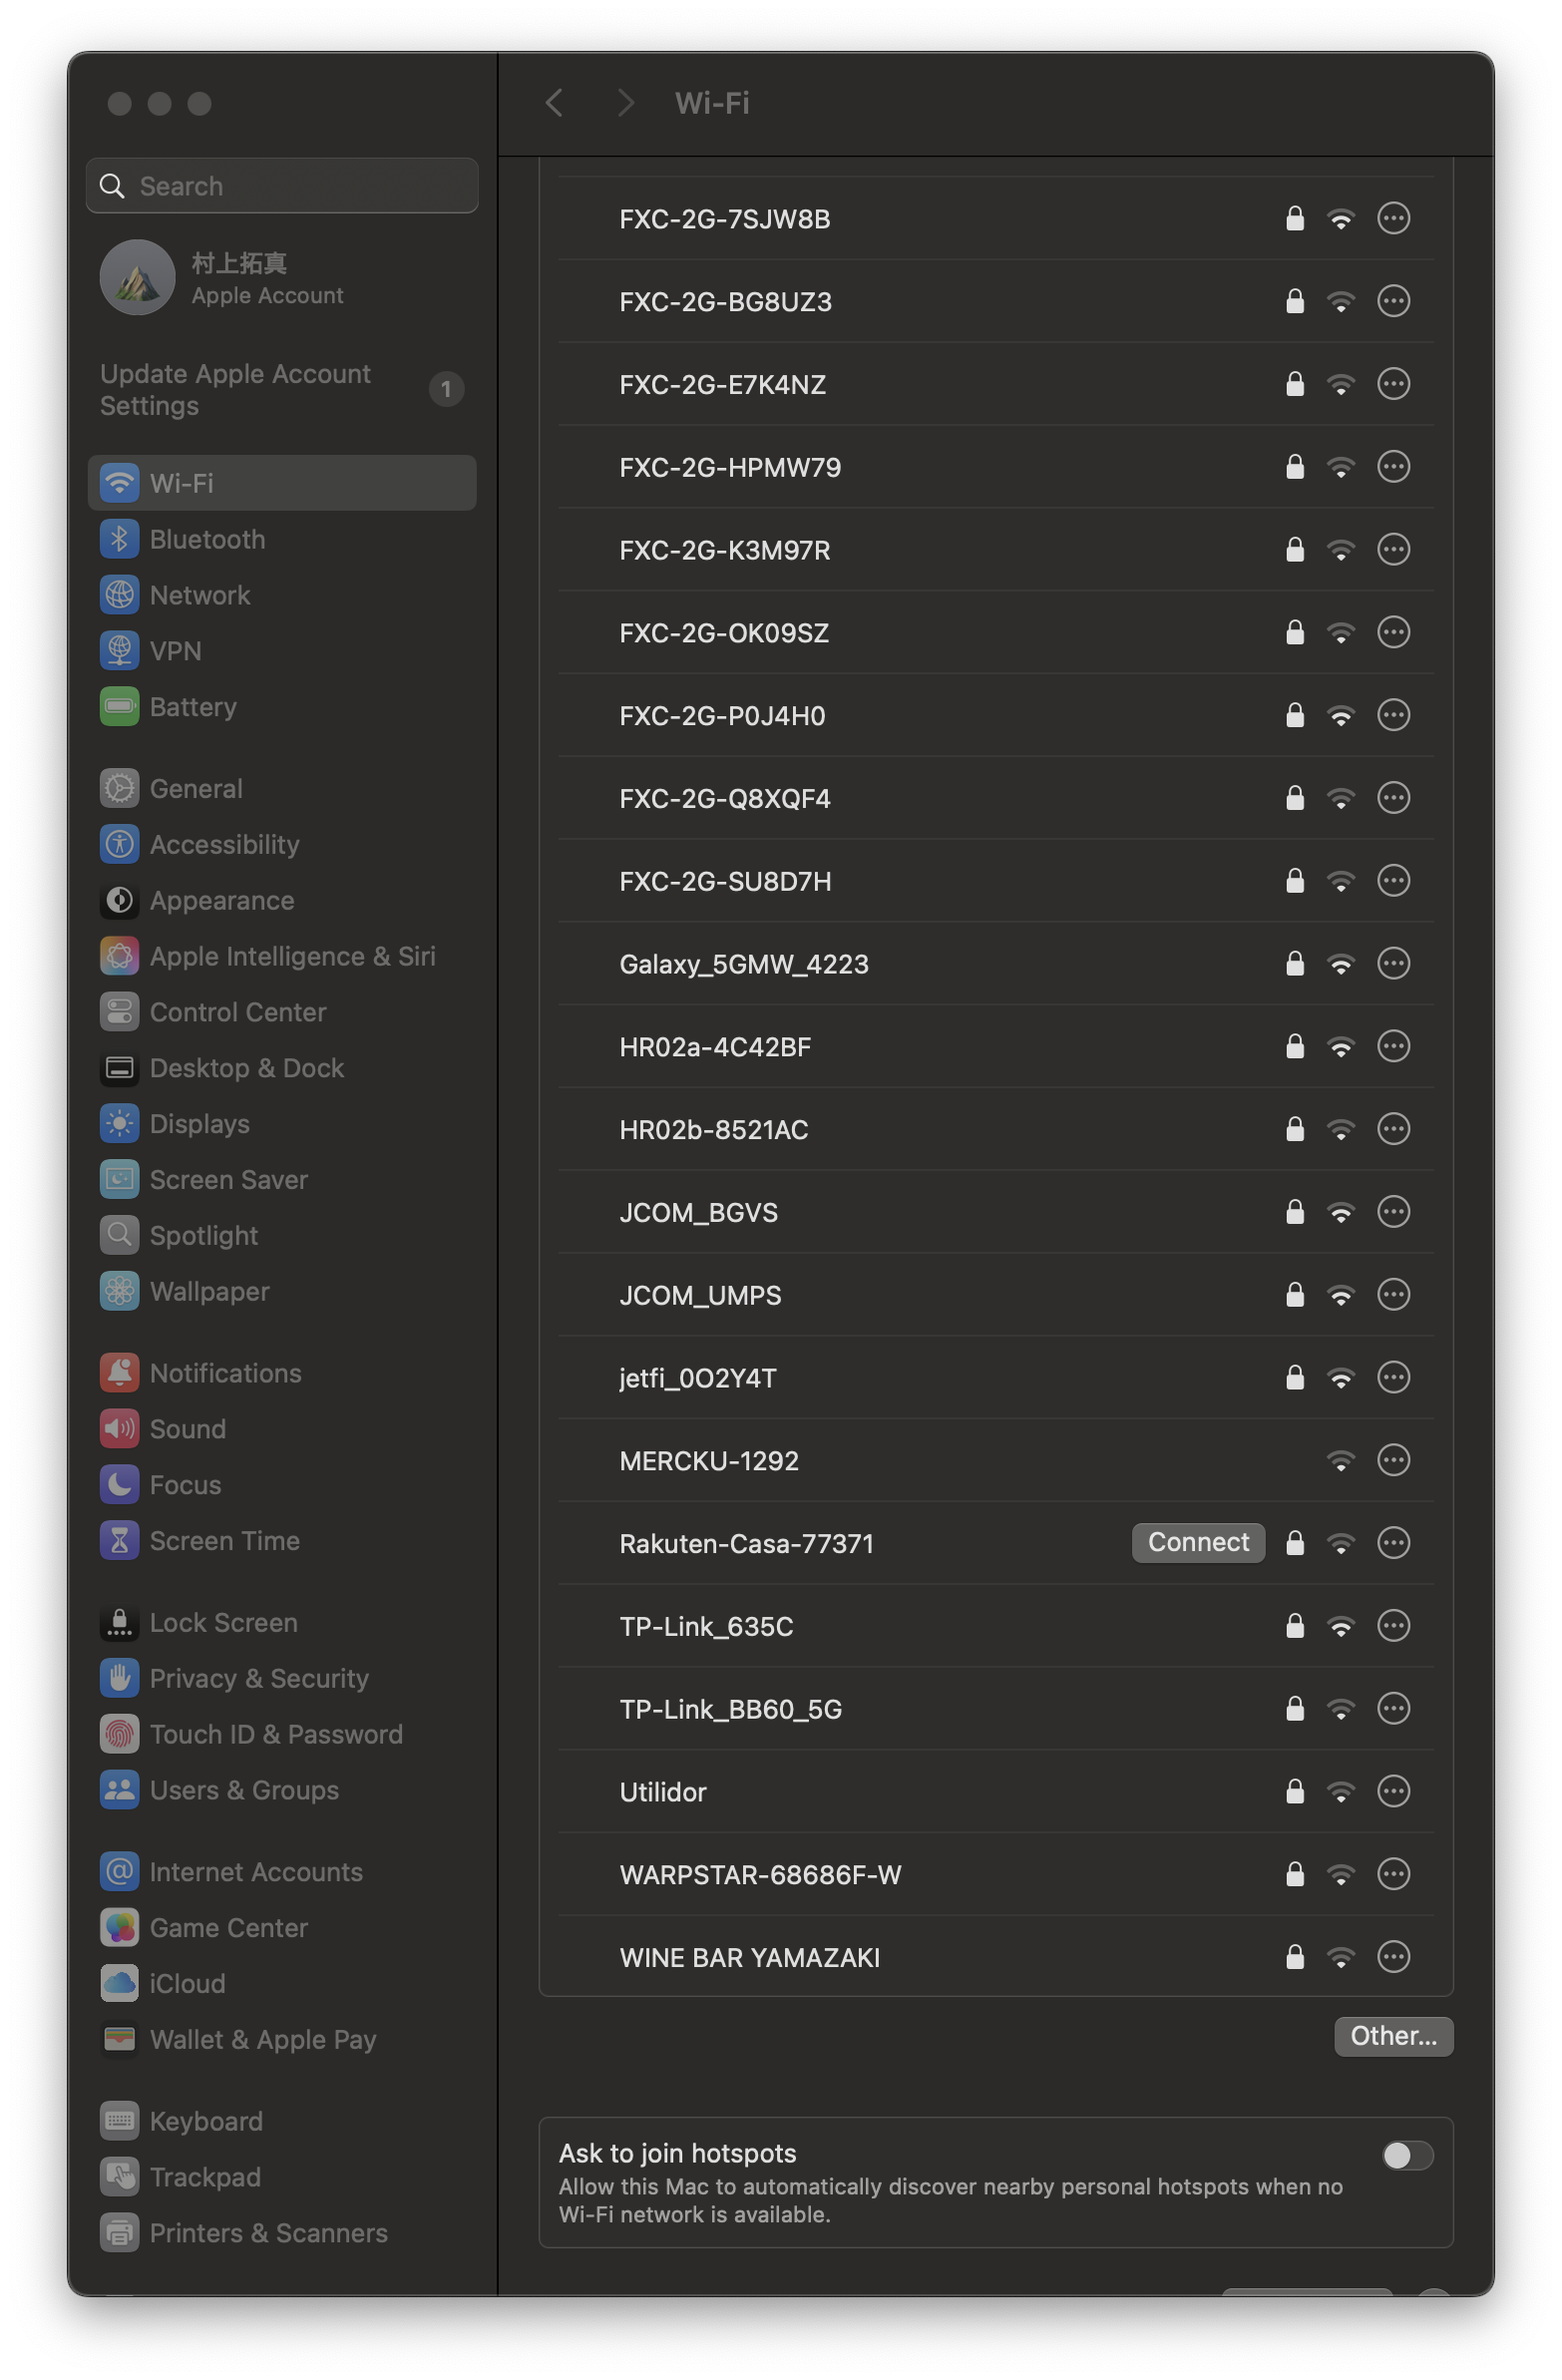 Search
村上拓真
Apple Account
Update Apple Account
Settings
1
Wi-Fi
Bluetooth
Network
VPN
Battery
General
Accessibility
Appearance
Apple Intelligence & Siri
Control Center
Desktop & Dock
Displays
Screen Saver
Spotlight
Wallpaper
Notifications
Sound
Focus
Screen Time
Lock Screen
Privacy & Security
Touch ID & Password
Users & Groups
Internet Accounts
Game Center
iCloud
Wallet & Apple Pay
Keyboard
Trackpad
Printers & Scanners
Wi-Fi
FXC-2G-7SJW8B
FXC-2G-BG8UZ3
FXC-2G-E7K4NZ
FXC-2G-HPMW79
FXC-2G-K3M97R
FXC-2G-OK09SZ
FXC-2G-P0J4H0
FXC-2G-Q8XQF4
FXC-2G-SU8D7H
Galaxy_5GMW_4223
HR02a-4C42BF
HR02b-8521AC
JCOM_BGVS
JCOM_UMPS
jetfi_0O2Y4T
MERCKU-1292
Rakuten-Casa-77371 Connect
TP-Link_635C
TP-Link_BB60_5G
Utilidor
WARPSTAR-68686F-W
WINE BAR YAMAZAKI
Other...
Ask to join hotspots
Allow this Mac to automatically discover nearby personal hotspots when no
Wi-Fi network is available.